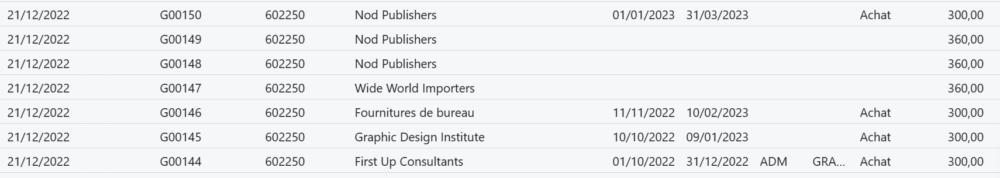 21/12/2022 G00150 602250 Nod Publishers 01/01/2023 31/03/2023 Achat 300,00
21/12/2022 G00149 602250 Nod Publishers 360,00
21/12/2022 G00148 602250 Nod Publishers 360,00
21/12/2022 G00147 602250 Wide World Importers 360,00
21/12/2022 G00146 602250 Fournitures de bureau 11/11/2022 10/02/2023 Achat 300,00
21/12/2022 G00145 602250 Graphic Design Institute 10/10/2022 09/01/2023 Achat 300,00
21/12/2022 G00144 602250 First Up Consultants 01/10/2022 31/12/2022 ADM GRA... Achat 300,00